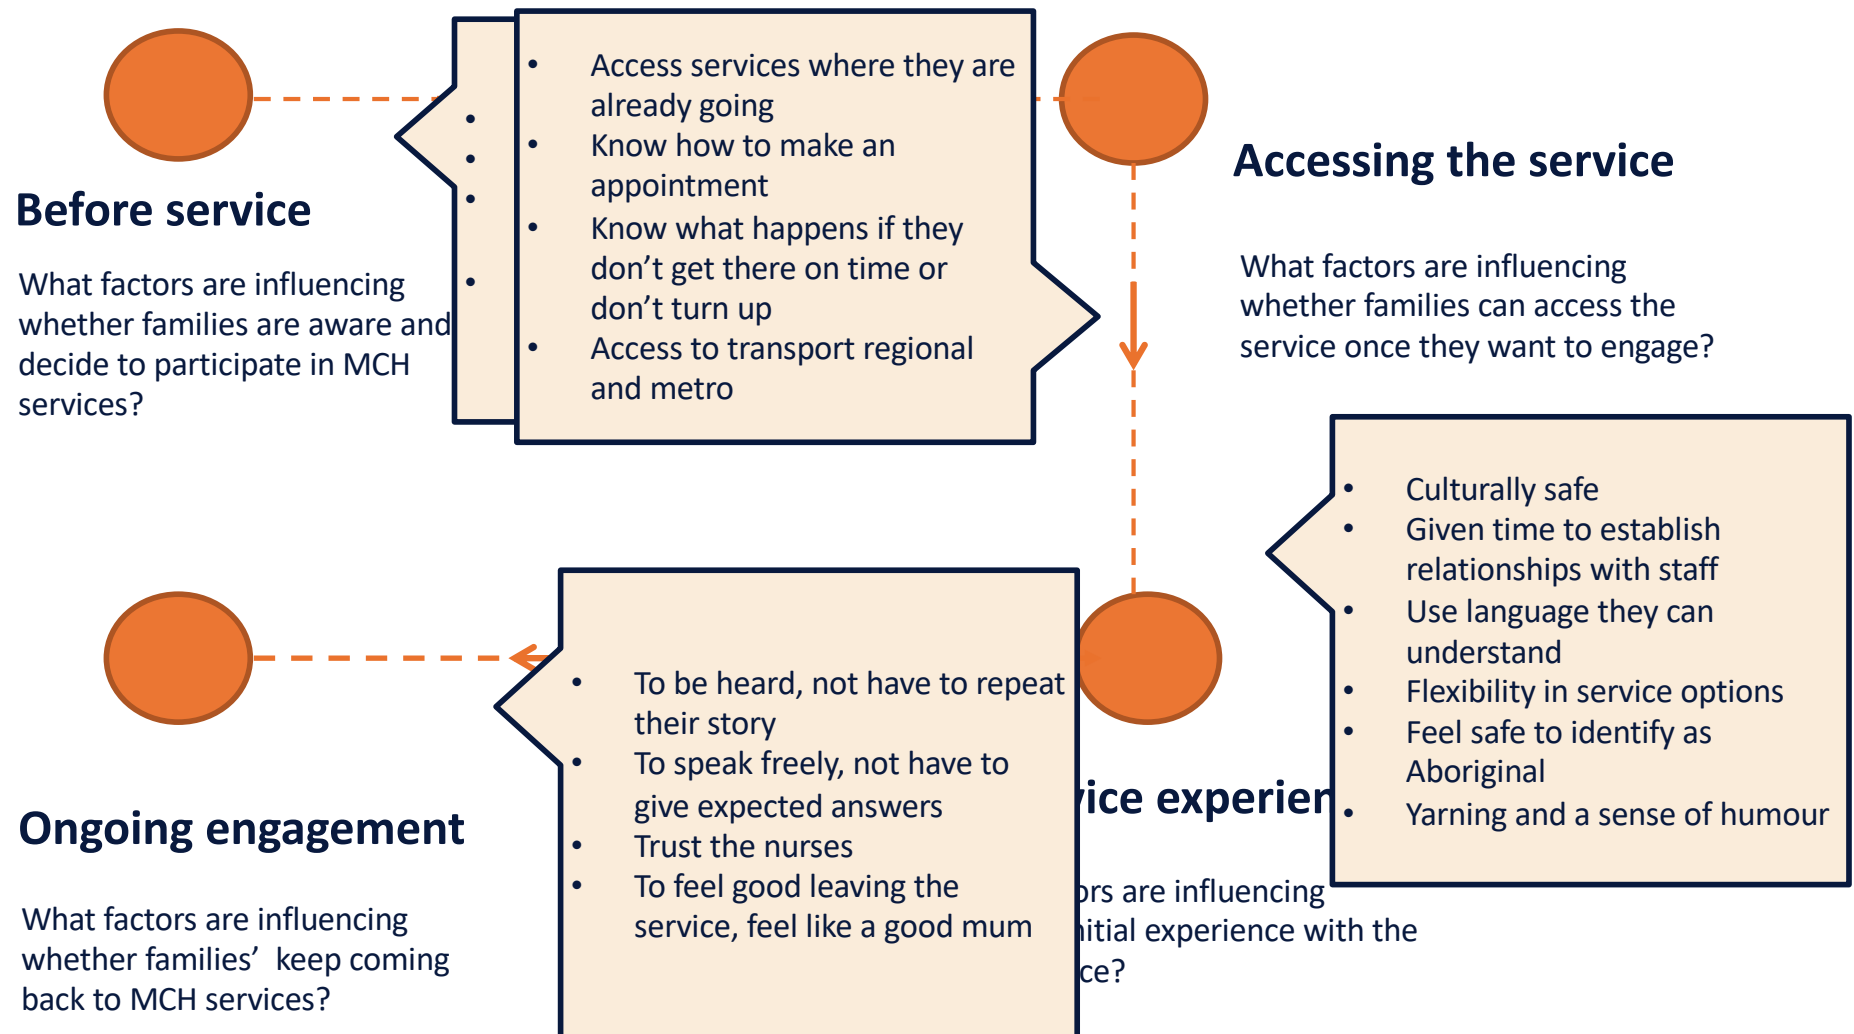 Before service
What factors are influencing
whether families are aware and
decide to participate in MCH
services?
• Access services where they are
already going
• Know how to make an
appointment
• Know what happens if they
don’t get there on time or
don’t turn up
• Access to transport regional
and metro
Accessing the service
What factors are influencing
whether families can access the
service once they want to engage?
• Culturally safe
• Given time to establish
relationships with staff
• Use language they can
understand
• Flexibility in service options
• Feel safe to identify as
Aboriginal
• Yarning and a sense of humour
are influencing
experience with the
Ongoing engagement
What factors are influencing
whether families’ keep coming
back to MCH services?
• To be heard, not have to repeat
their story
• To speak freely, not have to
give expected answers
• Trust the nurses
• To feel good leaving the
service, feel like a good mum